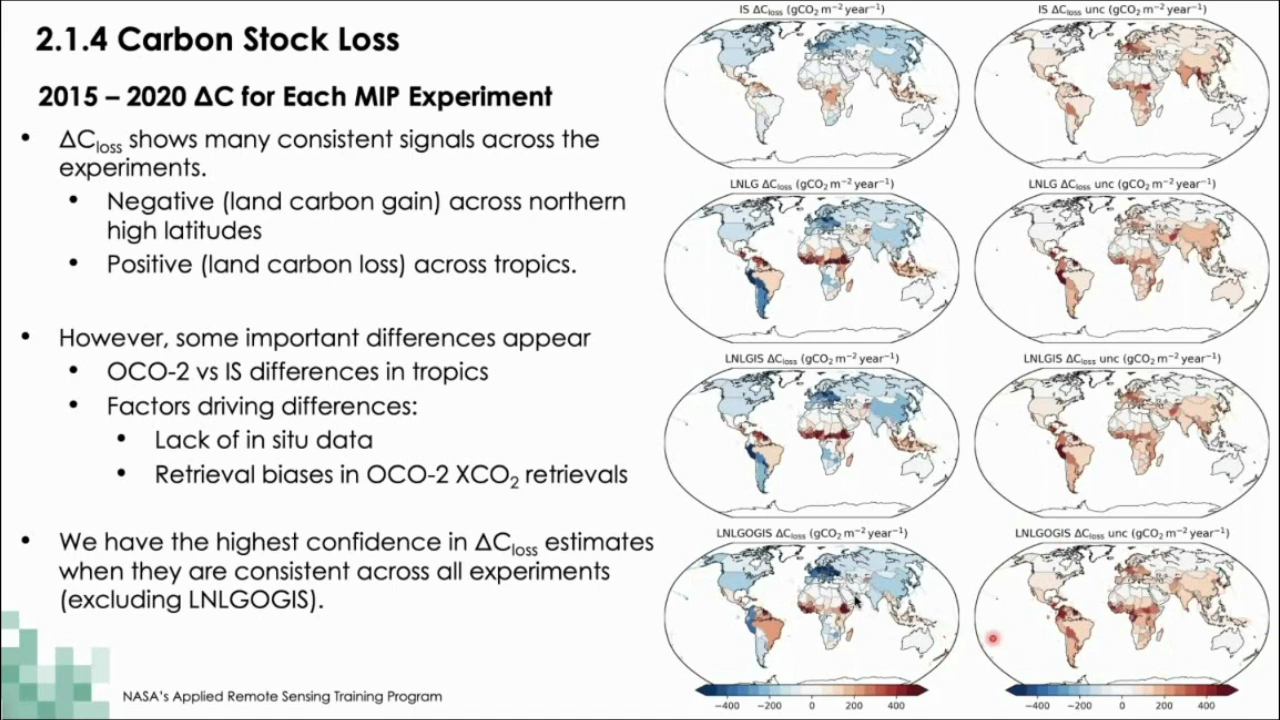 2.1.4 Carbon Stock Loss
2015 – 2020 ΔC for Each MIP Experiment
• ΔC_loss shows many consistent signals across the
experiments.
• Negative (land carbon gain) across northern
high latitudes
• Positive (land carbon loss) across tropics.
• However, some important differences appear
• OCO-2 vs IS differences in tropics
• Factors driving differences:
• Lack of in situ data
• Retrieval biases in OCO-2 XCO₂ retrievals
• We have the highest confidence in ΔC_loss estimates
when they are consistent across all experiments
(excluding LNLGOGIS).
NASA's Applied Remote Sensing Training Program
IS ΔC_loss (gCO₂ m⁻² year⁻¹)
IS ΔC_loss unc (gCO₂ m⁻² year⁻¹)
LNLG ΔC_loss (gCO₂ m⁻² year⁻¹)
LNLG ΔC_loss unc (gCO₂ m⁻² year⁻¹)
LNLGIS ΔC_loss (gCO₂ m⁻² year⁻¹)
LNLGIS ΔC_loss unc (gCO₂ m⁻² year⁻¹)
LNLGOGIS ΔC_loss (gCO₂ m⁻² year⁻¹)
LNLGOGIS ΔC_loss unc (gCO₂ m⁻² year⁻¹)
−400 −200 0 200 400
−400 −200 0 200 400